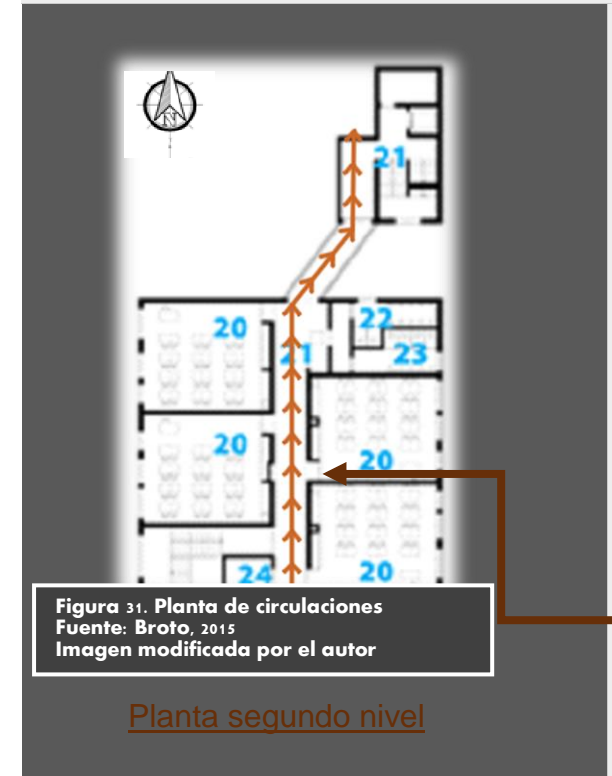 N
21
20
22
21
23
20
20
20
24
Figura 31. Planta de circulaciones
Fuente: Broto, 2015
Imagen modificada por el autor
Planta segundo nivel